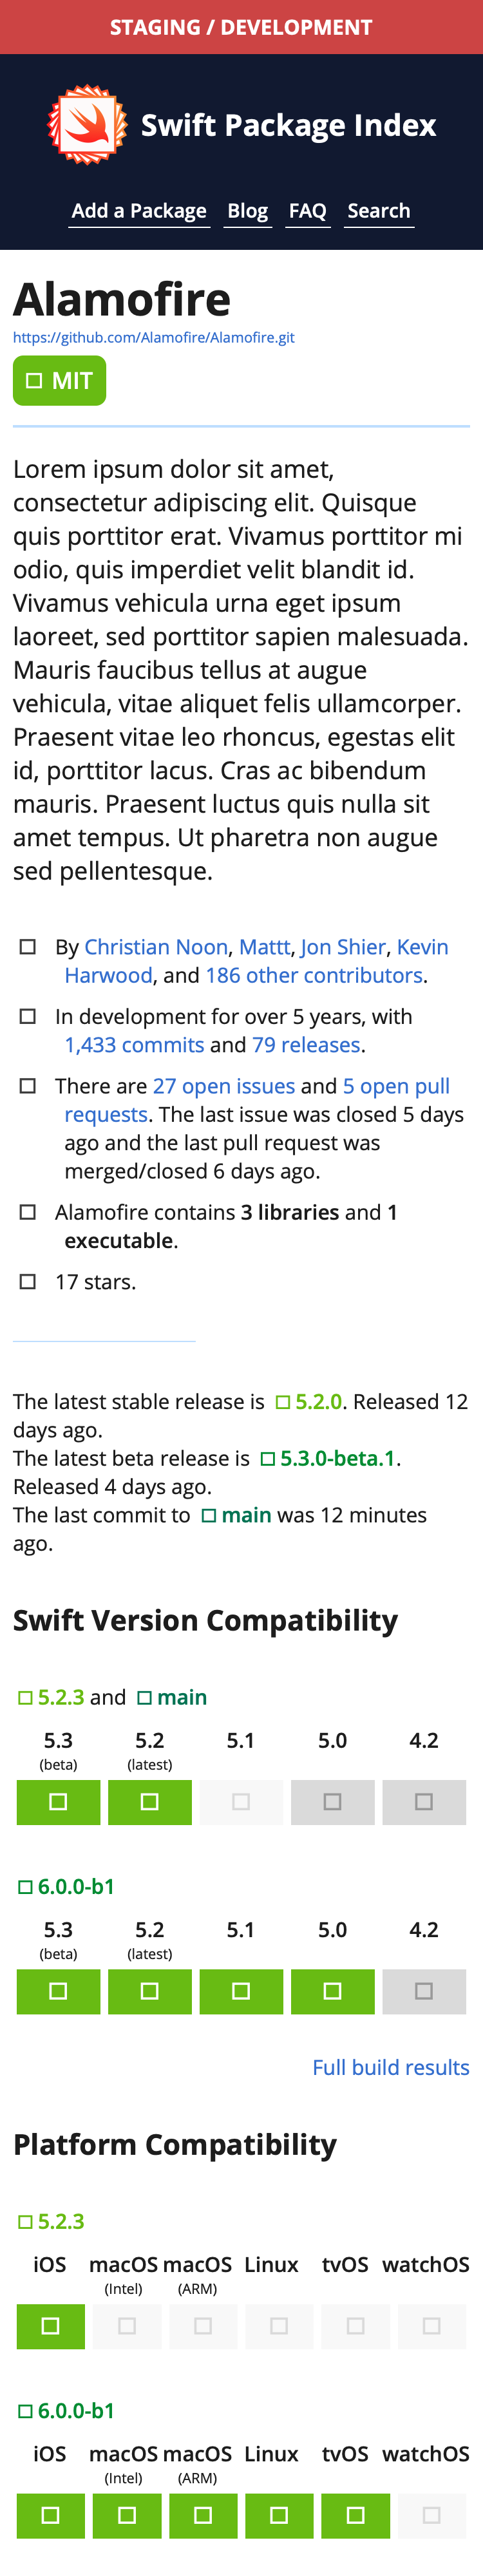 STAGING / DEVELOPMENT
Swift Package Index
Add a Package Blog FAQ Search
Alamofire
https://github.com/Alamofire/Alamofire.git
MIT
Lorem ipsum dolor sit amet,
consectetur adipiscing elit. Quisque
quis porttitor erat. Vivamus porttitor mi
odio, quis imperdiet velit blandit id.
Vivamus vehicula urna eget ipsum
laoreet, sed porttitor sapien malesuada.
Mauris faucibus tellus at augue
vehicula, vitae aliquet felis ullamcorper.
Praesent vitae leo rhoncus, egestas elit
id, porttitor lacus. Cras ac bibendum
mauris. Praesent luctus quis nulla sit
amet tempus. Ut pharetra non augue
sed pellentesque.
By Christian Noon, Mattt, Jon Shier, Kevin
Harwood, and 186 other contributors.
In development for over 5 years, with
1,433 commits and 79 releases.
There are 27 open issues and 5 open pull
requests. The last issue was closed 5 days
ago and the last pull request was
merged/closed 6 days ago.
Alamofire contains 3 libraries and 1
executable.
17 stars.
The latest stable release is 5.2.0. Released 12
days ago.
The latest beta release is 5.3.0-beta.1.
Released 4 days ago.
The last commit to main was 12 minutes
ago.
Swift Version Compatibility
5.2.3 and main
5.3 5.2 5.1 5.0 4.2
(beta) (latest)
6.0.0-b1
5.3 5.2 5.1 5.0 4.2
(beta) (latest)
Full build results
Platform Compatibility
5.2.3
iOS macOS macOS Linux tvOS watchOS
(Intel) (ARM)
6.0.0-b1
iOS macOS macOS Linux tvOS watchOS
(Intel) (ARM)